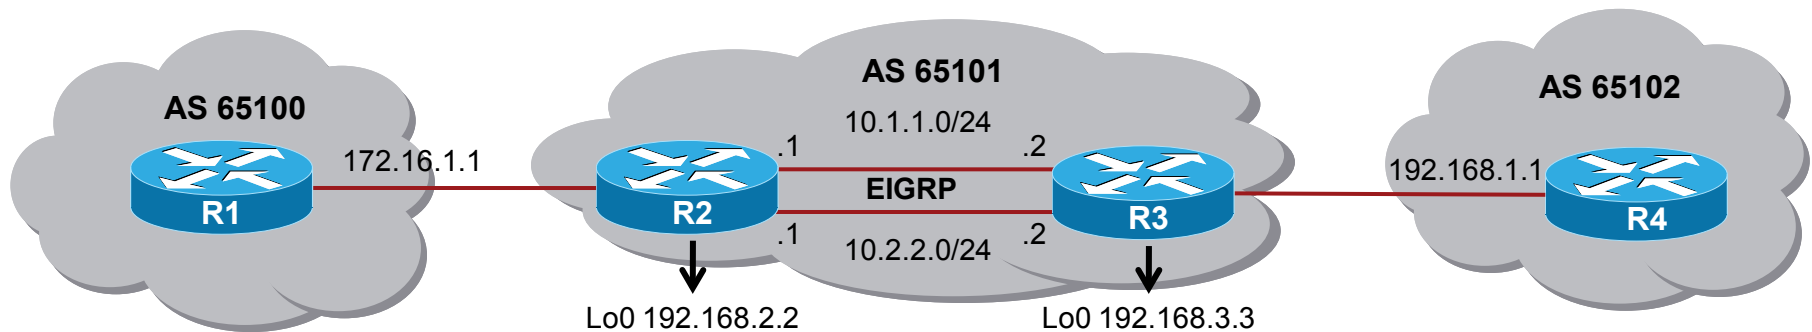 AS 65100
172.16.1.1
R1
AS 65101
10.1.1.0/24
.1
.2
EIGRP
R2
R3
.1
.2
10.2.2.0/24
Lo0 192.168.2.2
Lo0 192.168.3.3
AS 65102
192.168.1.1
R4